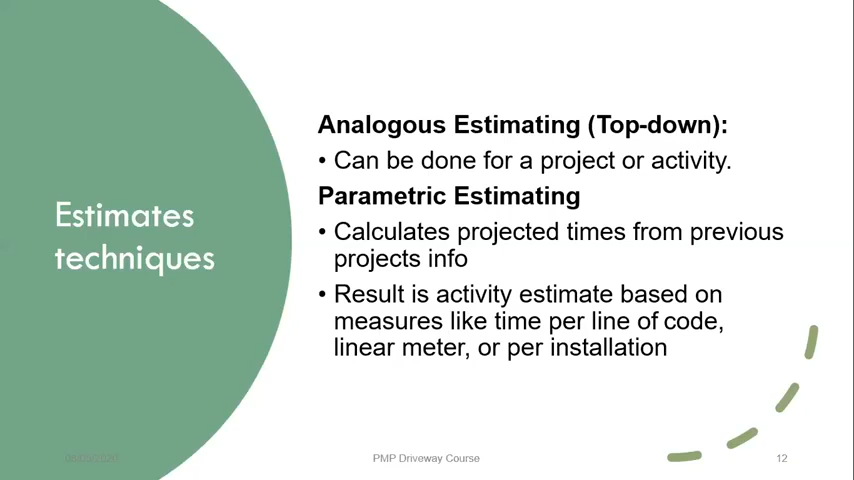 Analogous Estimating (Top-down):
• Can be done for a project or activity.
Parametric Estimating
• Calculates projected times from previous
projects info
• Result is activity estimate based on
measures like time per line of code,
linear meter, or per installation
Estimates
techniques
PMP Driveway Course
12